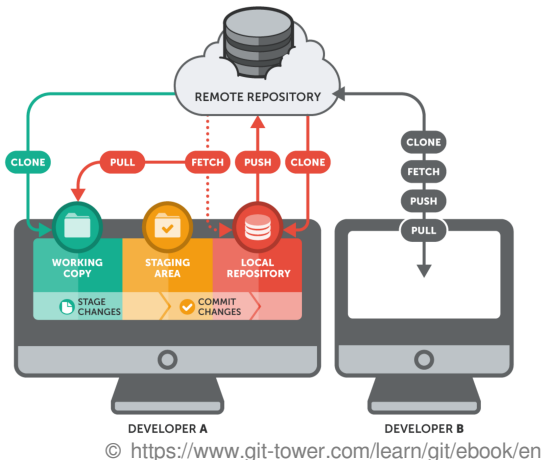 REMOTE REPOSITORY
CLONE
PULL
FETCH
PUSH
CLONE
CLONE
FETCH
PUSH
PULL
WORKING
COPY
STAGING
AREA
LOCAL
REPOSITORY
STAGE
CHANGES
COMMIT
CHANGES
DEVELOPER A
DEVELOPER B
© https://www.git-tower.com/learn/git/ebook/en